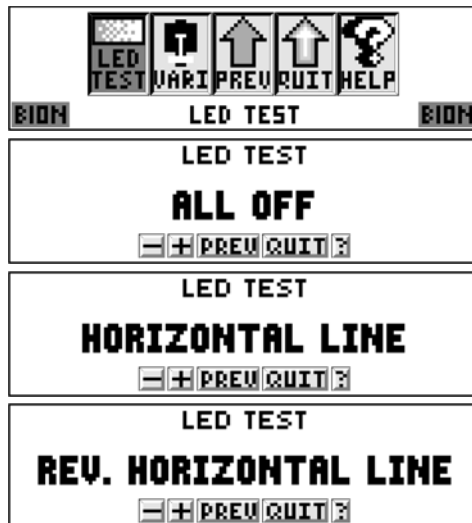 LED TEST VARI PREV QUIT HELP
BION LED TEST BION
LED TEST
ALL OFF
- + PREV QUIT ?
LED TEST
HORIZONTAL LINE
- + PREV QUIT ?
LED TEST
REV. HORIZONTAL LINE
- + PREV QUIT ?